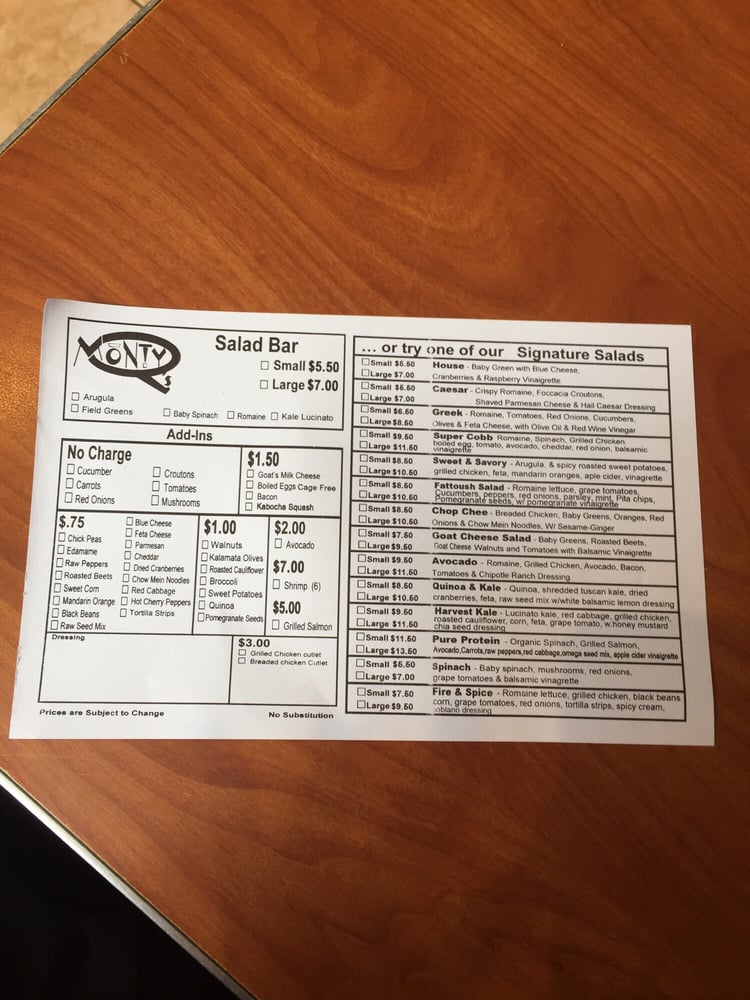 MONTY
Q's
Salad Bar
Small $5.50
Large $7.00
Arugula
Field Greens
Baby Spinach
Romaine
Kale Lucinato
Add-Ins
No Charge
Cucumber
Carrots
Red Onions
Croutons
Tomatoes
Mushrooms
$1.50
Goat's Milk Cheese
Boiled Eggs Cage Free
Bacon
Kabocha Squash
$.75
Chick Peas
Edamame
Raw Peppers
Roasted Beets
Sweet Corn
Mandarin Orange
Black Beans
Raw Seed Mix
Blue Cheese
Feta Cheese
Parmesan
Cheddar
Dried Cranberries
Chow Mein Noodles
Red Cabbage
Hot Cherry Peppers
Tortilla Strips
$1.00
Walnuts
Kalamata Olives
Roasted Cauliflower
Broccoli
Sweet Potatoes
Quinoa
Pomegranate Seeds
$2.00
Avocado
$7.00
Shrimp (6)
$5.00
Grilled Salmon
Dressing
$3.00
Grilled Chicken cutlet
Breaded chicken Cutlet
Prices are Subject to Change
No Substitution
... or try one of our Signature Salads
Small $5.50 House - Baby Green with Blue Cheese,
Large $7.00 Cranberries & Raspberry Vinaigrette
Small $5.50 Caesar - Crispy Romaine, Foccacia Croutons,
Large $7.00 Shaved Parmesan Cheese & Hail Caesar Dressing
Small $6.50 Greek - Romaine, Tomatoes, Red Onions, Cucumbers,
Large $8.50 Olives & Feta Cheese, with Olive Oil & Red Wine Vinegar
Small $9.50 Super Cobb Romaine, Spinach, Grilled Chicken
Large $11.50 boiled egg, tomato, avocado, cheddar, red onion, balsamic
vinaigrette
Small $8.50 Sweet & Savory - Arugula, & spicy roasted sweet potatoes,
Large $10.50 grilled chicken, feta, mandarin oranges, aple cider, vinagrette
Small $8.50 Fattoush Salad - Romaine lettuce, grape tomatoes,
Large $10.50 Cucumbers, peppers, red onions, parsley, mint, Pita chips,
Pomegranate seeds, w/ pomegranate vinaigrette
Small $8.50 Chop Chee - Breaded Chicken, Baby Greens, Oranges, Red
Large $10.50 Onions & Chow Mein Noodles, W/ Sesame-Ginger
Small $7.50 Goat Cheese Salad - Baby Greens, Roasted Beets,
Large $9.50 Goat Cheese Walnuts and Tomatoes with Balsamic Vinaigrette
Small $9.50 Avocado - Romaine, Grilled Chicken, Avocado, Bacon,
Large $11.50 Tomatoes & Chipotle Ranch Dressing
Small $8.50 Quinoa & Kale - Quinoa, shredded tuscan kale, dried
Large $10.50 cranberries, feta, raw seed mix w/white balsamic lemon dressing
Small $9.50 Harvest Kale - Lucinato kale, red cabbage, grilled chicken,
Large $11.50 roasted cauliflower, corn, feta, grape tomato, w.honey mustard
chia seed dressing
Small $11.50 Pure Protein - Organic Spinach, Grilled Salmon,
Large $13.50 Avocado,Carrots,raw peppers,red cabbage,omega seed mix, apple cider vinaigrette
Small $5.50 Spinach - Baby spinach, mushrooms, red onions,
Large $7.00 grape tomatoes & balsamic vinagrette
Small $7.50 Fire & Spice - Romaine lettuce, grilled chicken, black beans
Large $9.50 corn, grape tomatoes, red onions, tortilla strips, spicy cream,
poblano dressing